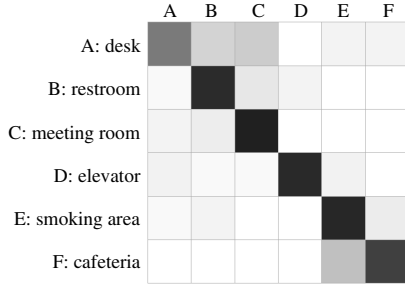 A B C D E F
A: desk
B: restroom
C: meeting room
D: elevator
E: smoking area
F: cafeteria